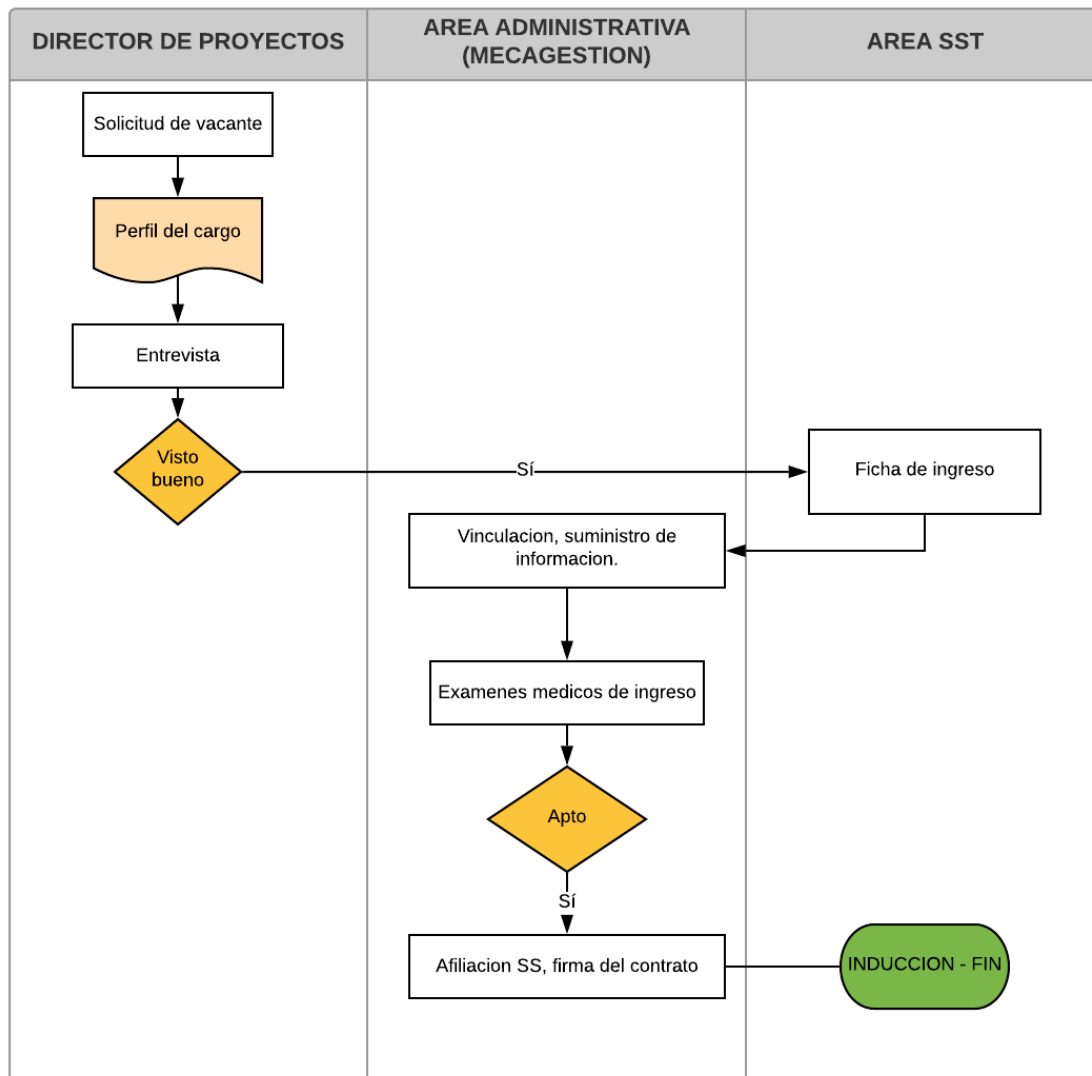 DIRECTOR DE PROYECTOS
AREA ADMINISTRATIVA
(MECAGESTION)
AREA SST
Solicitud de vacante
Perfil del cargo
Entrevista
Visto
bueno
Sí
Ficha de ingreso
Vinculacion, suministro de
informacion.
Examenes medicos de ingreso
Apto
Sí
Afiliacion SS, firma del contrato
INDUCCION - FIN